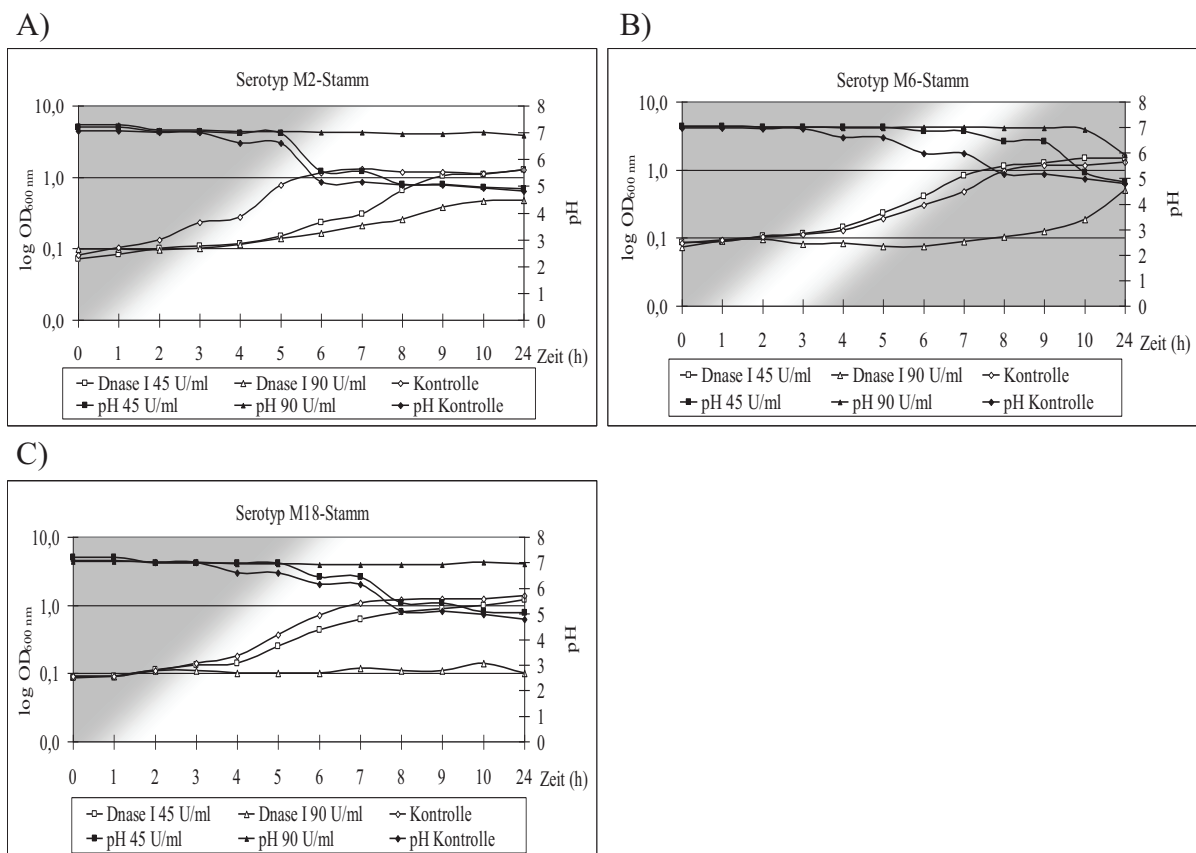 A)
Serotyp M2-Stamm
log OD600 nm
10,0
1,0
0,1
0,0
8
7
6
5
4
3
2
1
0
pH
0 1 2 3 4 5 6 7 8 9 10 24 Zeit (h)
Dnase I 45 U/ml Dnase I 90 U/ml Kontrolle
pH 45 U/ml pH 90 U/ml pH Kontrolle
B)
Serotyp M6-Stamm
log OD600 nm
10,0
1,0
0,1
0,0
8
7
6
5
4
3
2
1
0
pH
0 1 2 3 4 5 6 7 8 9 10 24 Zeit (h)
Dnase I 45 U/ml Dnase I 90 U/ml Kontrolle
pH 45 U/ml pH 90 U/ml pH Kontrolle
C)
Serotyp M18-Stamm
log OD600 nm
10,0
1,0
0,1
0,0
8
7
6
5
4
3
2
1
0
pH
0 1 2 3 4 5 6 7 8 9 10 24 Zeit (h)
Dnase I 45 U/ml Dnase I 90 U/ml Kontrolle
pH 45 U/ml pH 90 U/ml pH Kontrolle